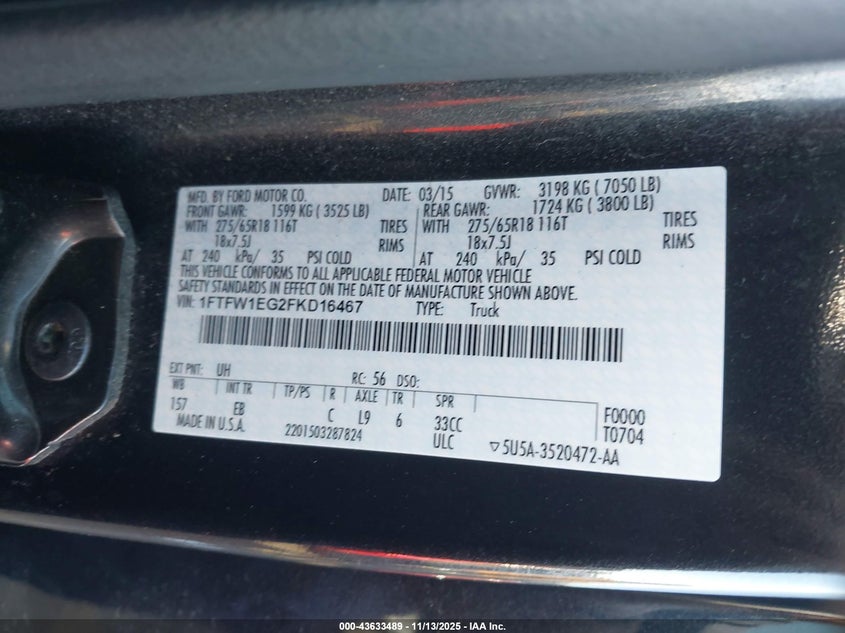 MFD. BY FORD MOTOR CO. DATE: 03/15 GVWR: 3198 KG ( 7050 LB)
FRONT GAWR: 1599 KG ( 3525 LB) REAR GAWR: 1724 KG ( 3800 LB)
WITH 275/65R18 116T TIRES WITH 275/65R18 116T TIRES
18x7.5J RIMS 18x7.5J RIMS
AT 240 kPa/ 35 PSI COLD AT 240 kPa/ 35 PSI COLD
THIS VEHICLE CONFORMS TO ALL APPLICABLE FEDERAL MOTOR VEHICLE
SAFETY STANDARDS IN EFFECT ON THE DATE OF MANUFACTURE SHOWN ABOVE.
VIN: 1FTFW1EG2FKD16467 TYPE: Truck
EXT PNT: UH RC: 56 DSO:
WB INT TR TP/PS R AXLE TR SPR
157 EB C L9 6 33CC F0000
MADE IN U.S.A. 2201503287824 ULC T0704
▽5U5A-3520472-AA
000-43633489 - 11/13/2025 - IAA Inc.